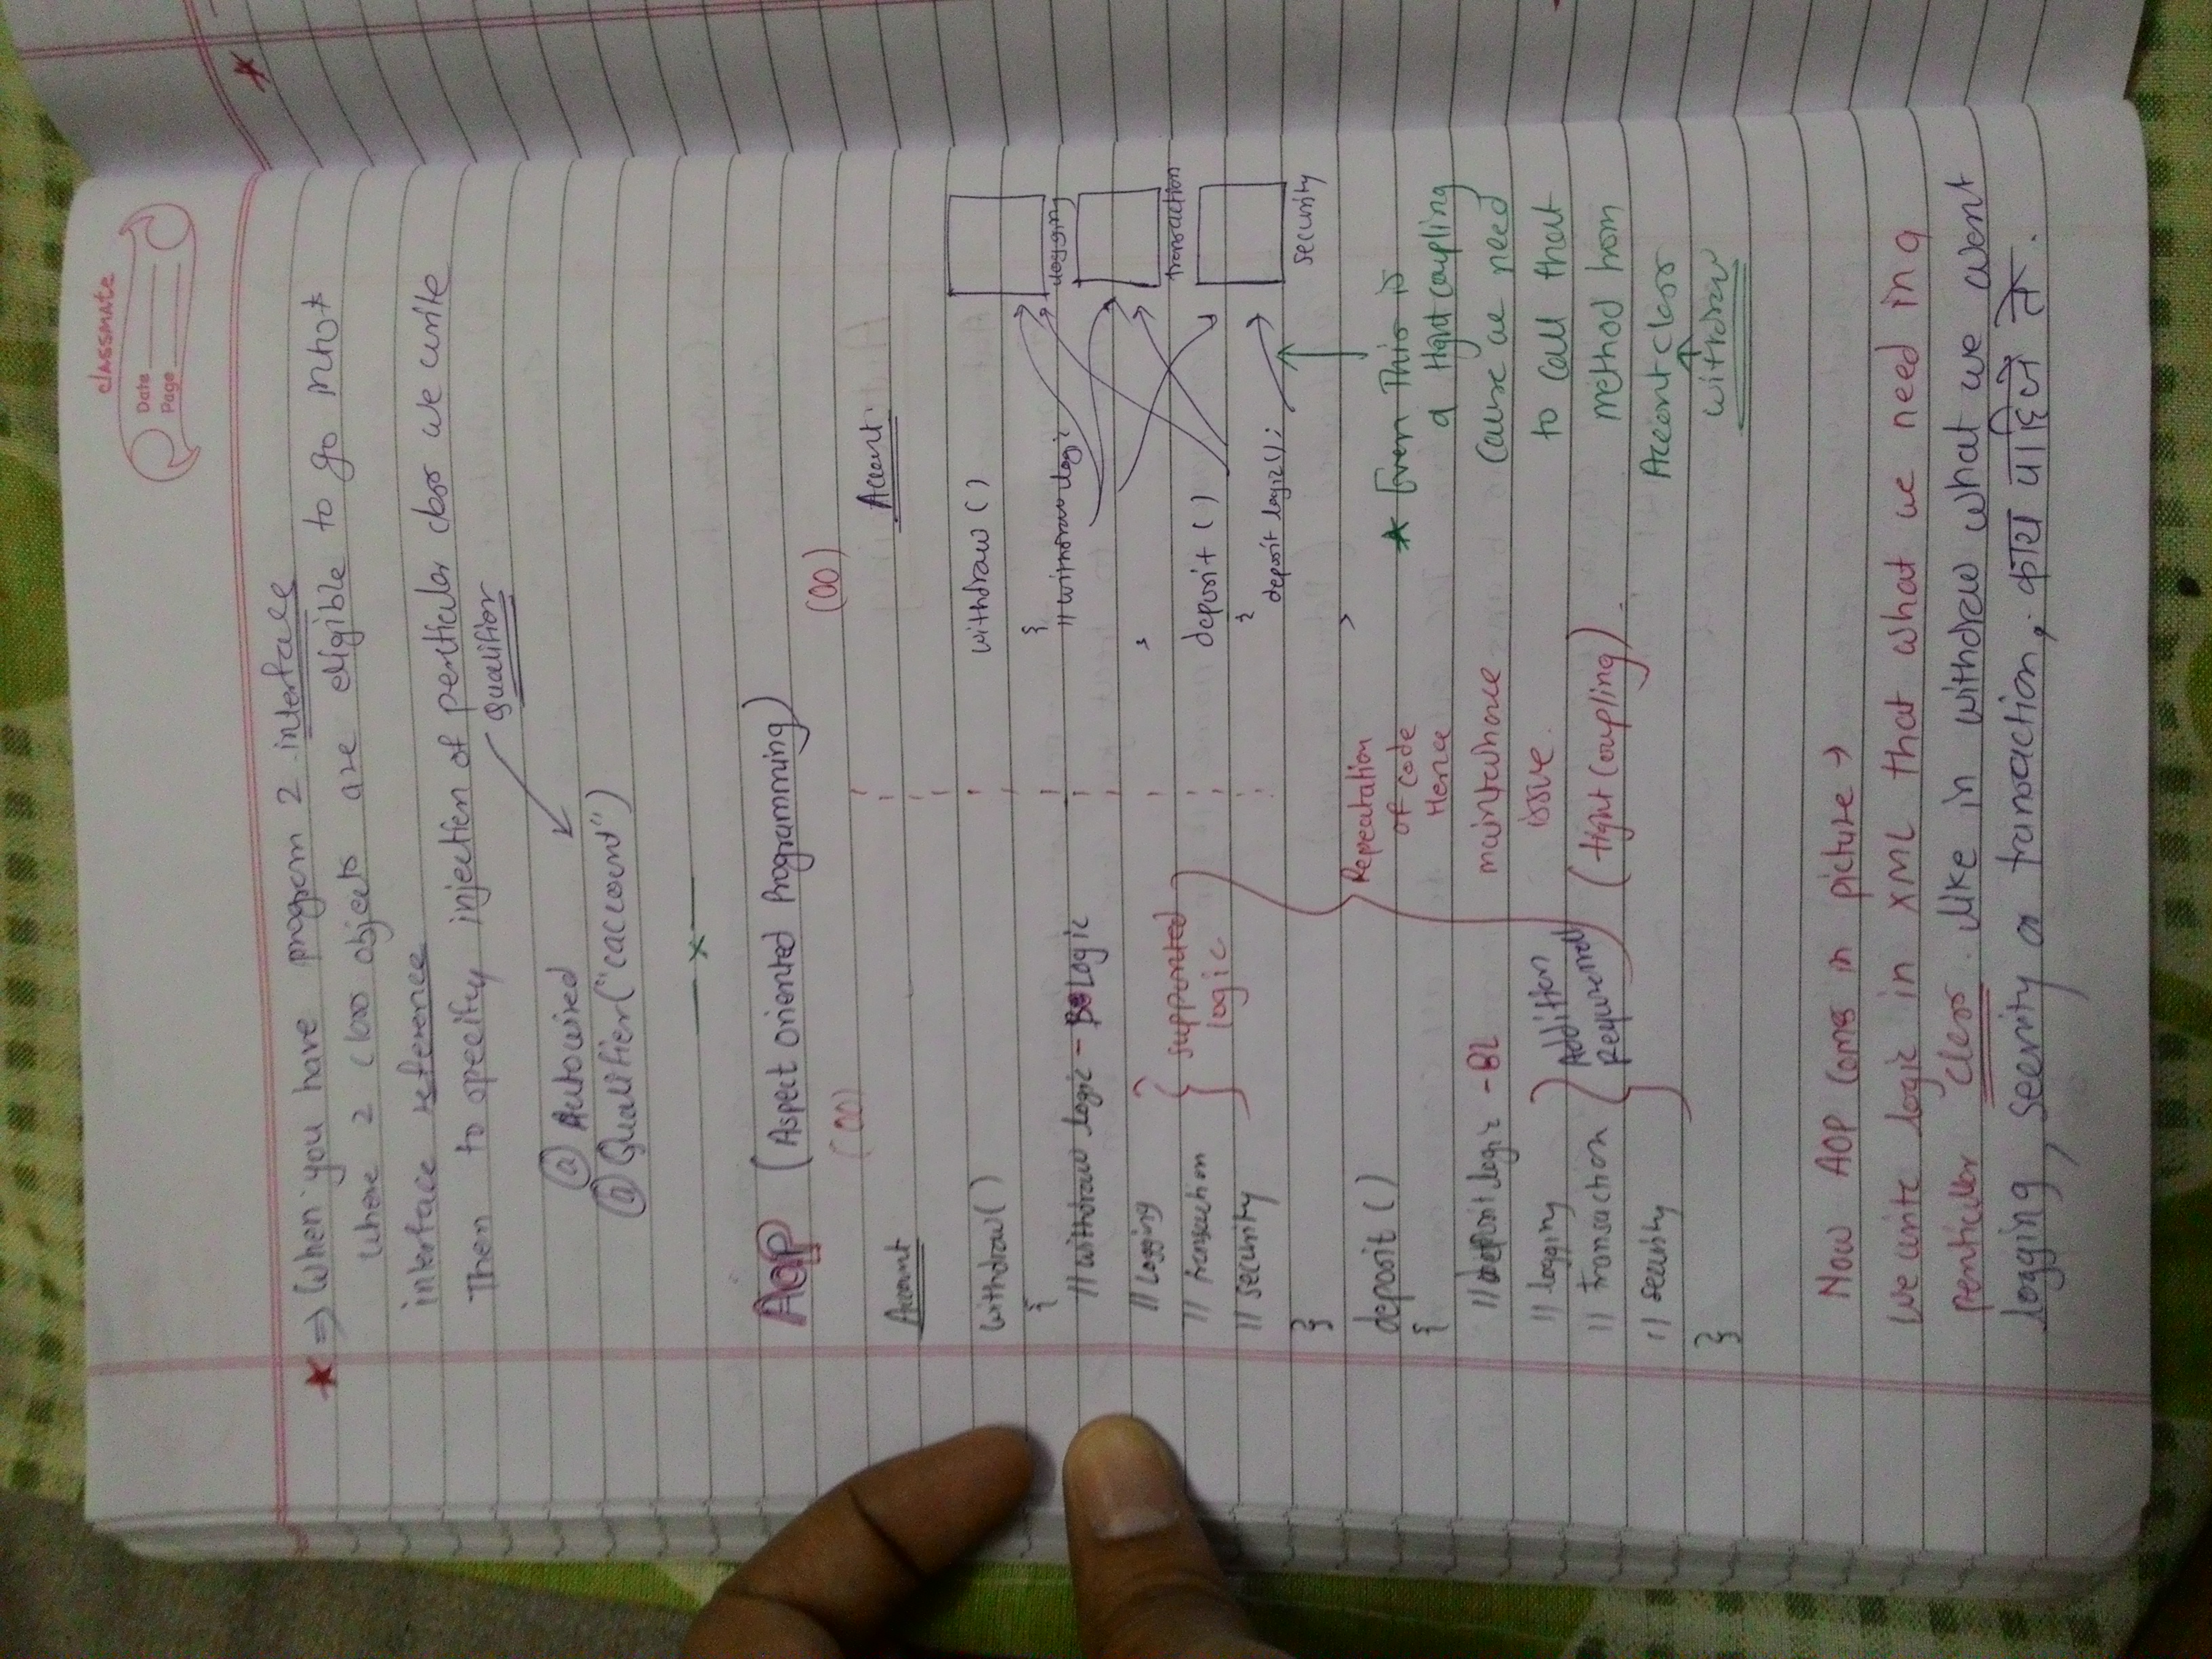 classmate
Date
Page
★ ⇒ When you have program 2 interface
where 2 class objects are eligible to go into*
interface reference
Then to specify injection of perticular class we write
Qualifier
@ Autowired
@ Qualifier("caccount")
x
AOP (Aspect Oriented Programming)
(OO)
Account
withdraw()
{
// withdraw logic - B Logic
// Logging
// transaction
// security
supported
logic
}
deposit ()
{
// deposit logic - BL
// logging
// transaction
// security
Addition
Requirement
}
Repeatation
of code
Hence
maintainance
issue.
(tight coupling)
(OO)
Account
withdraw ()
{
// withdraw logic
}
deposit ()
{
deposit logic();
}
logging
transaction
security
★ Even This is
a tight coupling
cause we need
to call that
method from
Account class
↑
withdraw
Now AOP comes in picture →
We write logic in XML that what we need in a
perticular class. like in withdraw what we want
logging, security or transaction, काय पाहिजे ते.
★